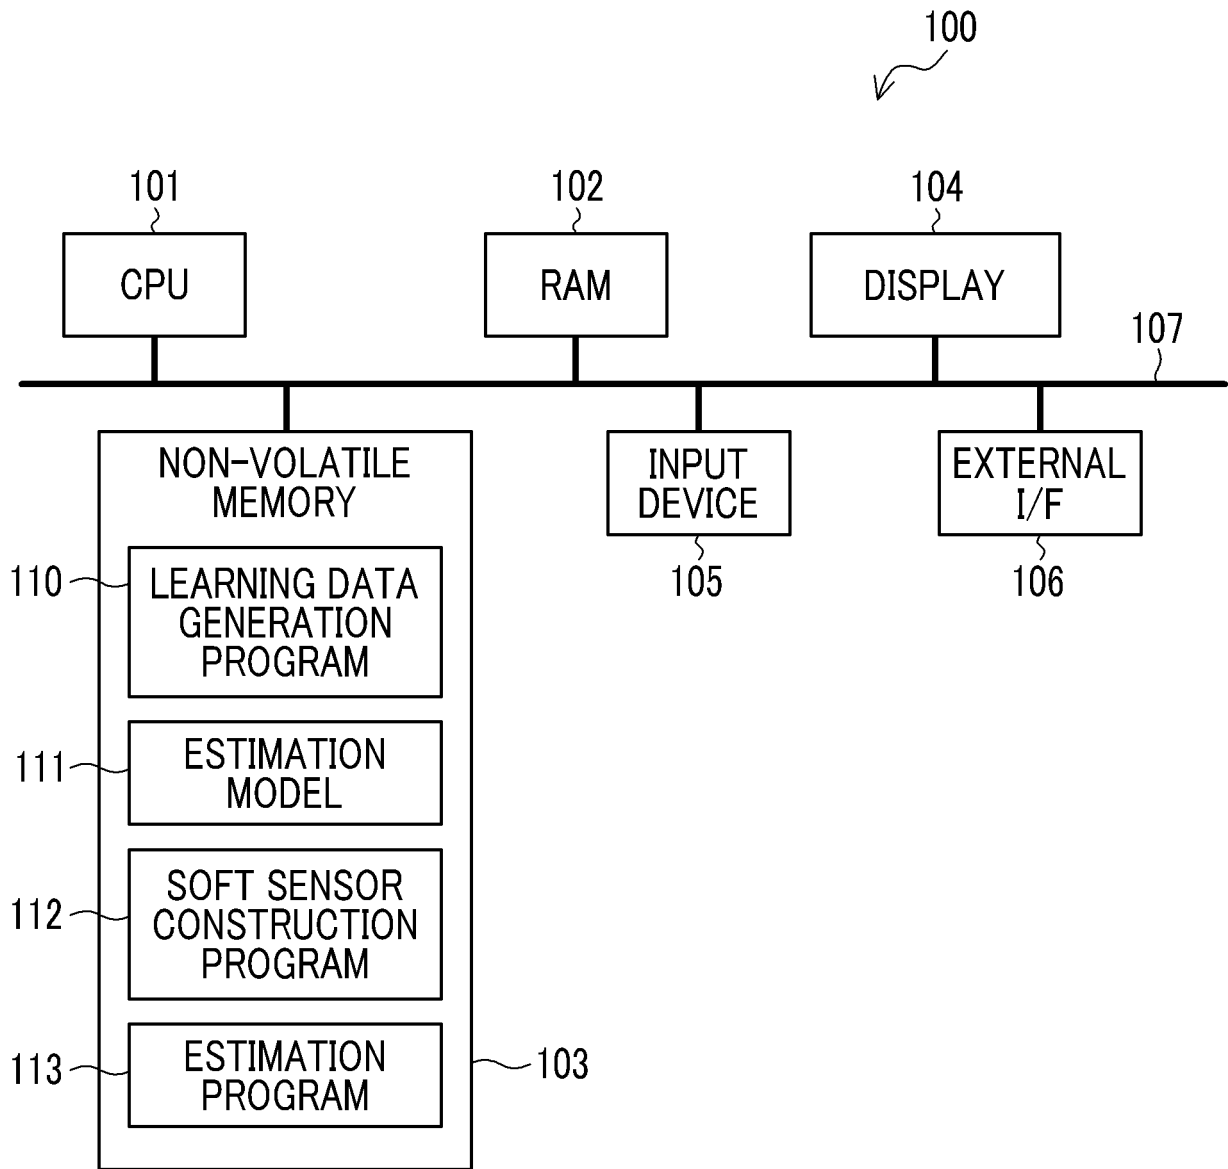 100
101
102
104
CPU
RAM
DISPLAY
107
NON-VOLATILE
MEMORY
INPUT
DEVICE
EXTERNAL
I/F
105
106
110
LEARNING DATA
GENERATION
PROGRAM
111
ESTIMATION
MODEL
112
SOFT SENSOR
CONSTRUCTION
PROGRAM
113
ESTIMATION
PROGRAM
103